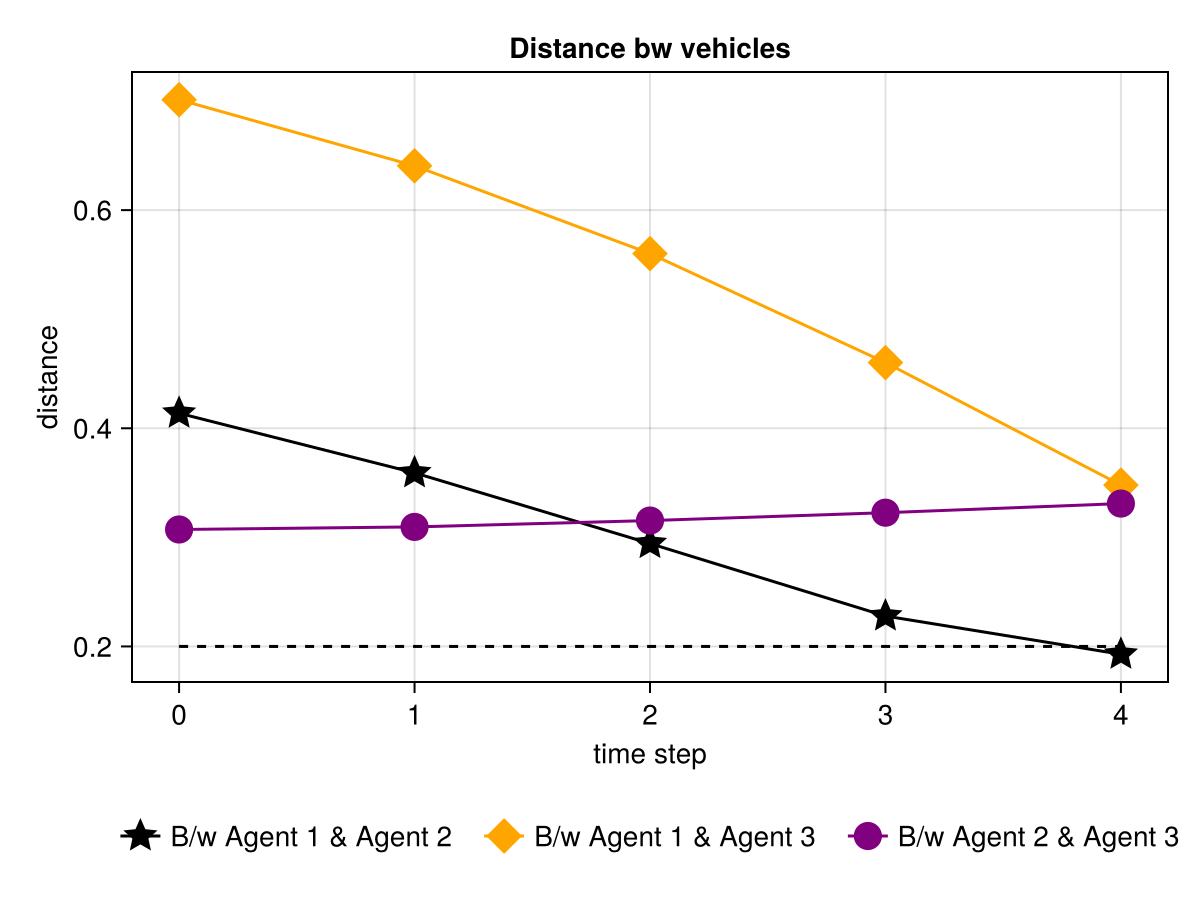 Distance bw vehicles
distance
0.6
0.4
0.2
0 1 2 3 4
time step
B/w Agent 1 & Agent 2 B/w Agent 1 & Agent 3 B/w Agent 2 & Agent 3